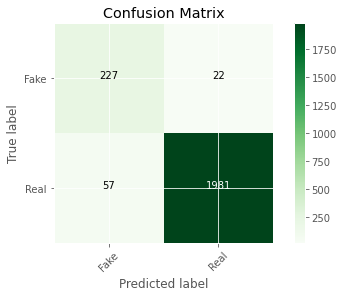 Confusion Matrix
Fake
227
22
Real
57
1981
Fake
Real
True label
Predicted label
1750
1500
1250
1000
750
500
250